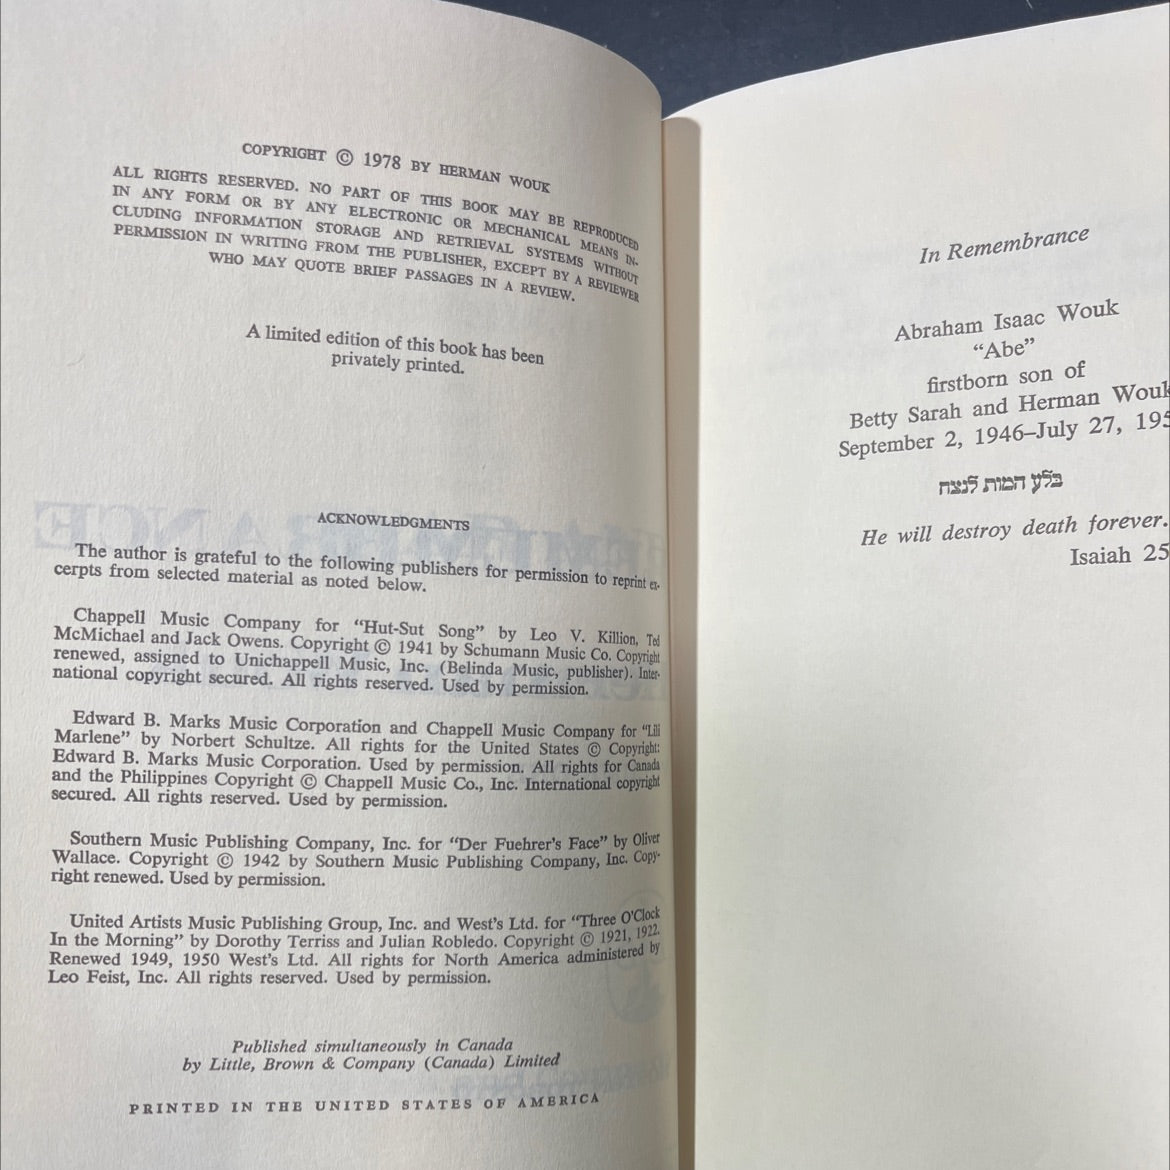 COPYRIGHT © 1978 BY HERMAN WOUK
ALL RIGHTS RESERVED. NO PART OF THIS BOOK MAY BE REPRODUCED
IN ANY FORM OR BY ANY ELECTRONIC OR MECHANICAL MEANS IN-
CLUDING INFORMATION STORAGE AND RETRIEVAL SYSTEMS WITHOUT
PERMISSION IN WRITING FROM THE PUBLISHER, EXCEPT BY A REVIEWER
WHO MAY QUOTE BRIEF PASSAGES IN A REVIEW.
A limited edition of this book has been
privately printed.
ACKNOWLEDGMENTS
The author is grateful to the following publishers for permission to reprint ex-
cerpts from selected material as noted below.
Chappell Music Company for "Hut-Sut Song" by Leo V. Killion, Ted
McMichael and Jack Owens. Copyright © 1941 by Schumann Music Co. Copyright
renewed, assigned to Unichappell Music, Inc. (Belinda Music, publisher). Inter-
national copyright secured. All rights reserved. Used by permission.
Edward B. Marks Music Corporation and Chappell Music Company for "Lili
Marlene" by Norbert Schultze. All rights for the United States © Copyright:
Edward B. Marks Music Corporation. Used by permission. All rights for Canada
and the Philippines Copyright © Chappell Music Co., Inc. International copyright
secured. All rights reserved. Used by permission.
Southern Music Publishing Company, Inc. for "Der Fuehrer's Face" by Oliver
Wallace. Copyright © 1942 by Southern Music Publishing Company, Inc. Copy-
right renewed. Used by permission.
United Artists Music Publishing Group, Inc. and West's Ltd. for "Three O'Clock
In the Morning" by Dorothy Terriss and Julian Robledo. Copyright © 1921, 1922.
Renewed 1949, 1950 West's Ltd. All rights for North America administered by
Leo Feist, Inc. All rights reserved. Used by permission.
Published simultaneously in Canada
by Little, Brown & Company (Canada) Limited
PRINTED IN THE UNITED STATES OF AMERICA
In Remembrance
Abraham Isaac Wouk
"Abe"
firstborn son of
Betty Sarah and Herman Wouk
September 2, 1946–July 27, 195
בלע המות לנצח
He will destroy death forever.
Isaiah 25